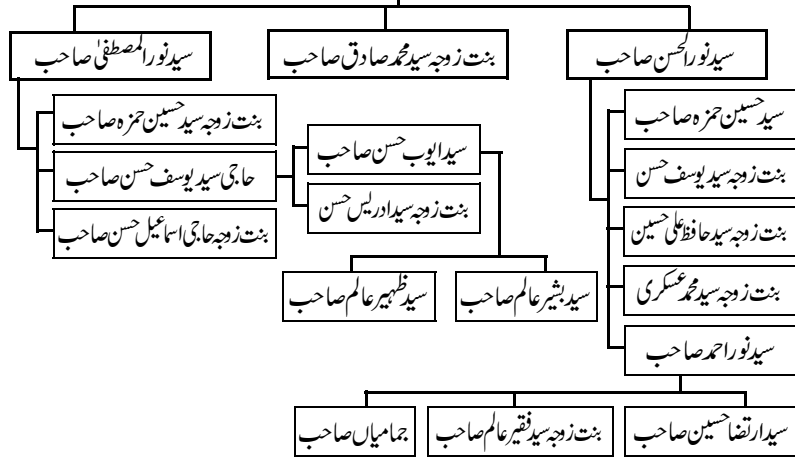 سید نور الحسن صاحب
بنت زوجہ سید محمد صادق صاحب
سید نور المصطفیٰ صاحب
سید حسین حمزہ صاحب
بنت زوجہ سید حسین حمزہ صاحب
سید ایوب حسن صاحب
بنت زوجہ سید یوسف حسن
حاجی سید یوسف حسن صاحب
بنت زوجہ سید ادریس حسن
بنت زوجہ سید حافظ علی حسین
بنت زوجہ حاجی اسماعیل حسن صاحب
بنت زوجہ سید محمد عسکری
سید بشیر عالم صاحب
سید ظہیر عالم صاحب
سید نور احمد صاحب
سید ارتضا حسین صاحب
بنت زوجہ سید فقیر عالم صاحب
جما میاں صاحب